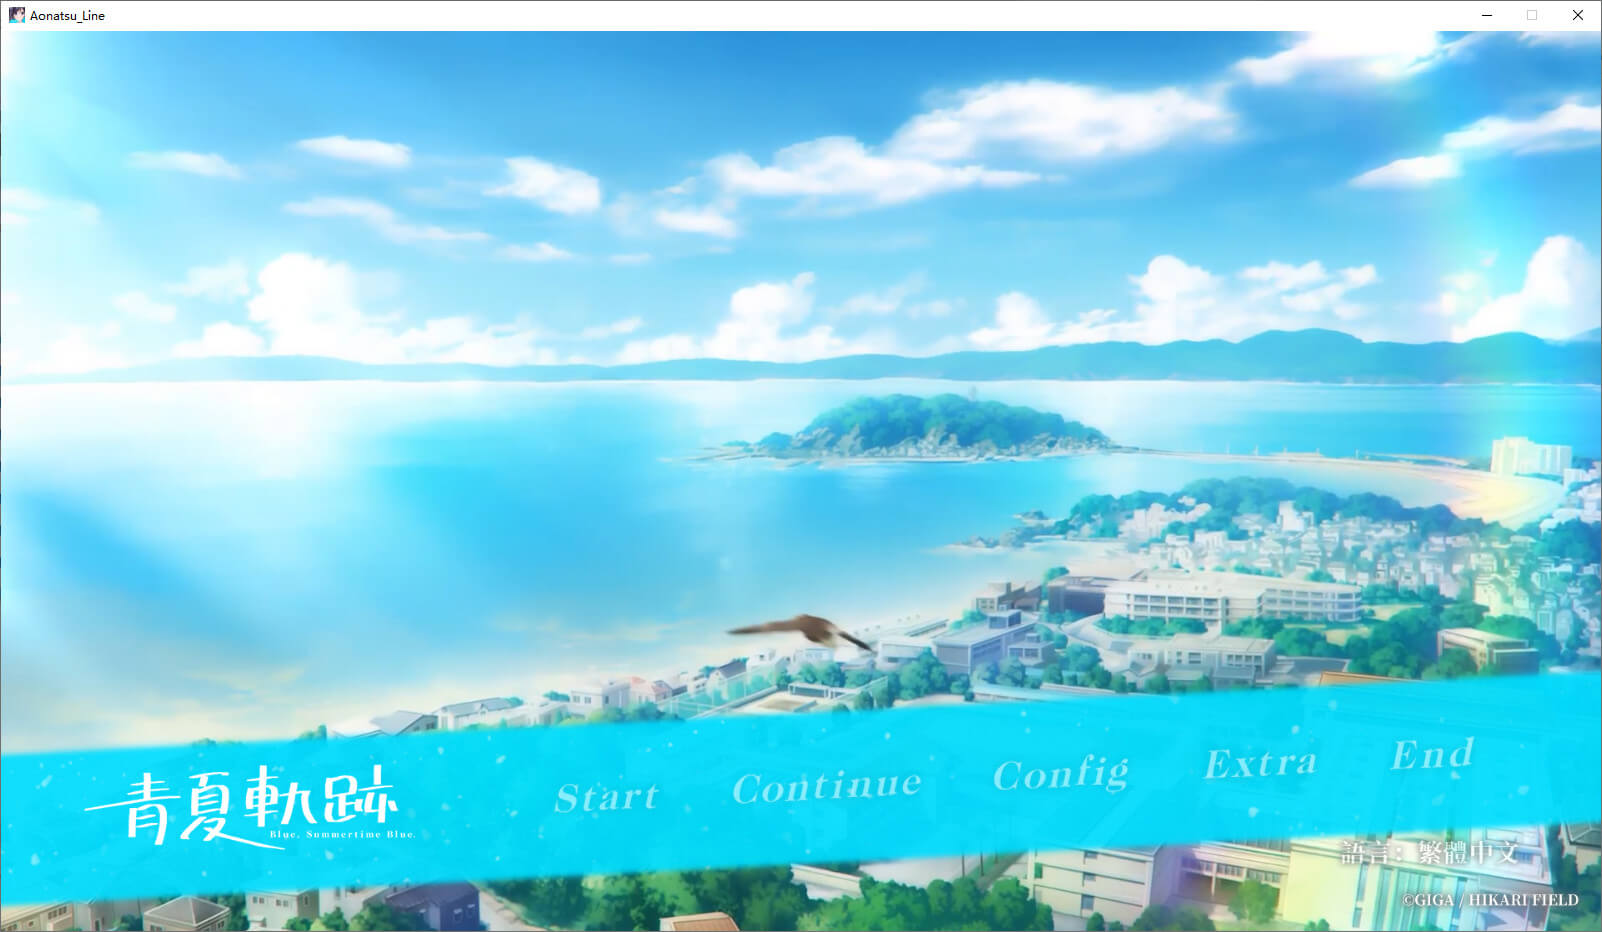 Aonatsu_Line
青夏軌跡
Blue, Summertime Blue.
Start
Continue
Config
Extra
End
語言：繁體中文
©GIGA / HIKARI FIELD